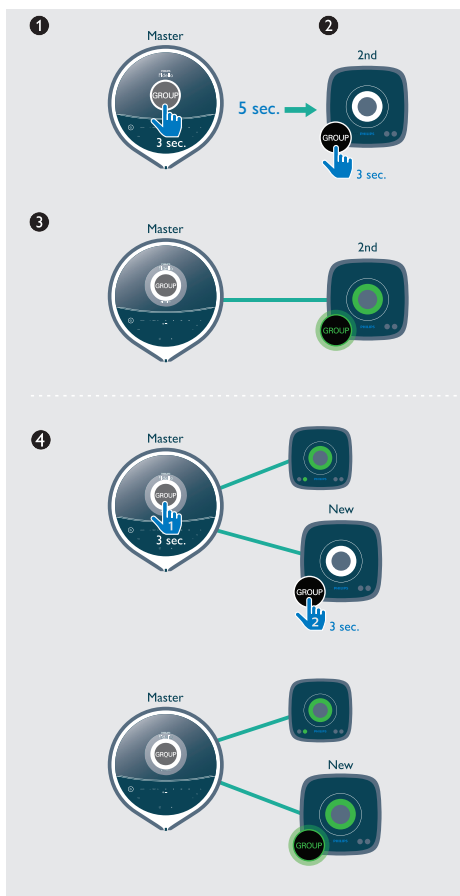 1
2
Master
2nd
fidelio
GROUP
5 sec.
GROUP
3 sec.
3 sec.
3
Master
2nd
GROUP
GROUP
4
Master
GROUP
1
3 sec.
New
GROUP
2
3 sec.
Master
GROUP
New
GROUP